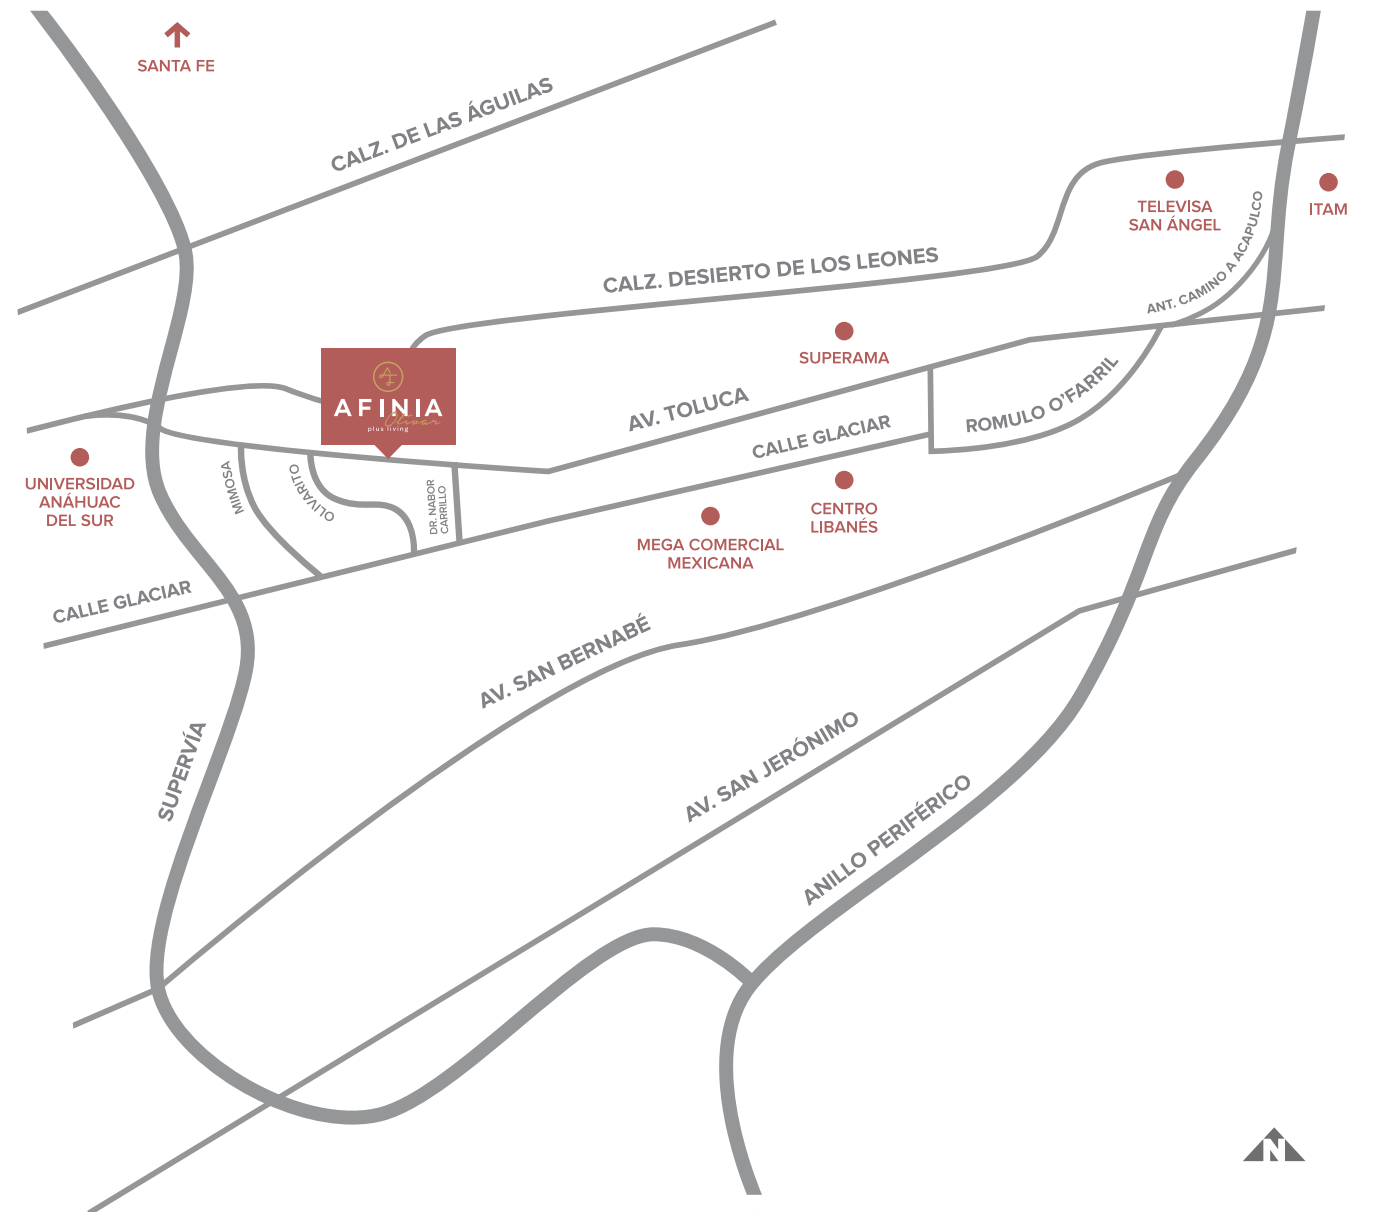 SANTA FE
CALZ. DE LAS ÁGUILAS
TELEVISA
SAN ÁNGEL
ITAM
ANT. CAMINO A ACAPULCO
CALZ. DESIERTO DE LOS LEONES
SUPERAMA
AFINIA
Olivar
plus living
AV. TOLUCA
ROMULO O'FARRIL
CALLE GLACIAR
UNIVERSIDAD
ANÁHUAC
DEL SUR
MIMOSA
OLIVARITO
DR. NABOR
CARRILLO
CENTRO
LIBANÉS
MEGA COMERCIAL
MEXICANA
CALLE GLACIAR
AV. SAN BERNABÉ
SUPERVÍA
AV. SAN JERÓNIMO
ANILLO PERIFÉRICO
N